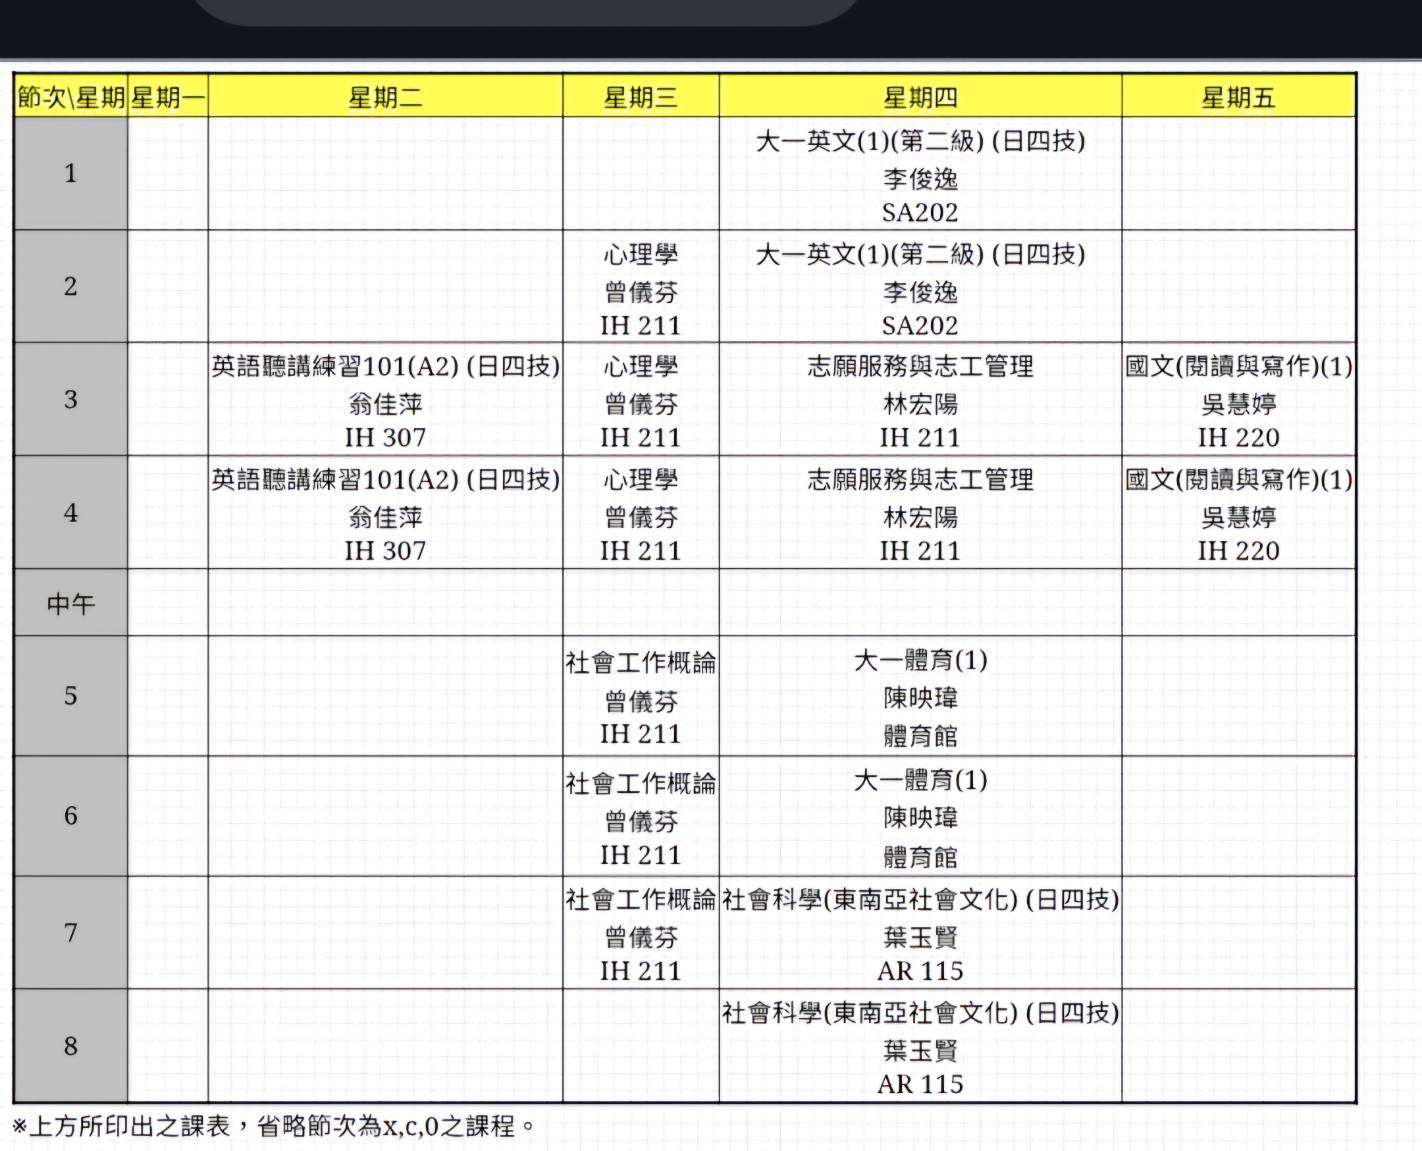 節次\星期 星期一 星期二 星期三 星期四 星期五
1
大一英文(1)(第二級) (日四技)
李俊逸
SA202
2
心理學
曾儀芬
IH 211
大一英文(1)(第二級) (日四技)
李俊逸
SA202
3
英語聽講練習101(A2) (日四技)
翁佳萍
IH 307
心理學
曾儀芬
IH 211
志願服務與志工管理
林宏陽
IH 211
國文(閱讀與寫作)(1)
吳慧婷
IH 220
4
英語聽講練習101(A2) (日四技)
翁佳萍
IH 307
心理學
曾儀芬
IH 211
志願服務與志工管理
林宏陽
IH 211
國文(閱讀與寫作)(1)
吳慧婷
IH 220
中午
5
社會工作概論
曾儀芬
IH 211
大一體育(1)
陳映瑋
體育館
6
社會工作概論
曾儀芬
IH 211
大一體育(1)
陳映瑋
體育館
7
社會工作概論
曾儀芬
IH 211
社會科學(東南亞社會文化) (日四技)
葉玉賢
AR 115
8
社會科學(東南亞社會文化) (日四技)
葉玉賢
AR 115
※上方所印出之課表，省略節次為x,c,0之課程。